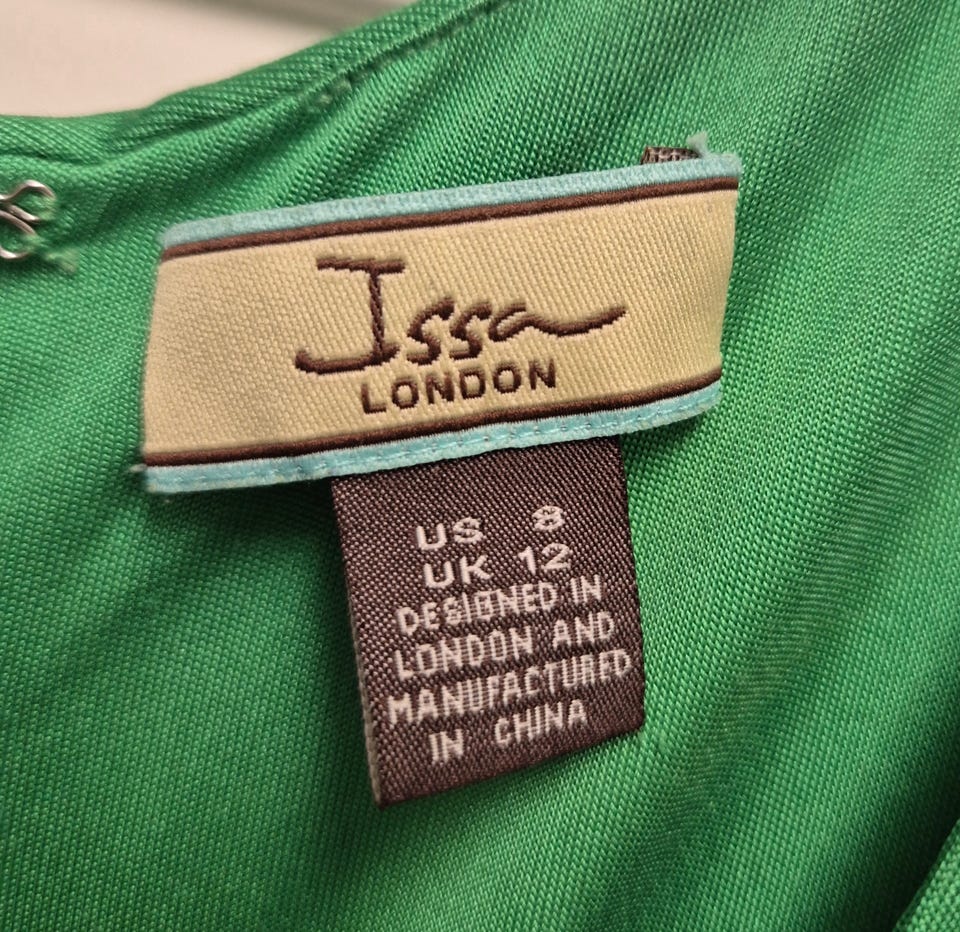 Issa
LONDON
US 8
UK 12
DESIGNED IN
LONDON AND
MANUFACTURED
IN CHINA